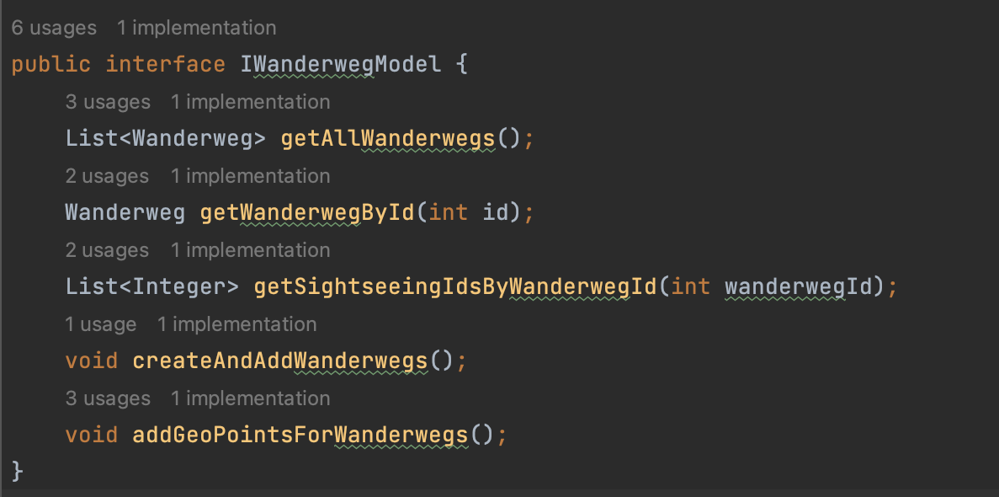 6 usages   1 implementation
public interface IWanderwegModel {
3 usages   1 implementation
List<Wanderweg> getAllWanderwegs();
2 usages   1 implementation
Wanderweg getWanderwegById(int id);
2 usages   1 implementation
List<Integer> getSightseeingIdsByWanderwegId(int wanderwegId);
1 usage   1 implementation
void createAndAddWanderwegs();
3 usages   1 implementation
void addGeoPointsForWanderwegs();
}